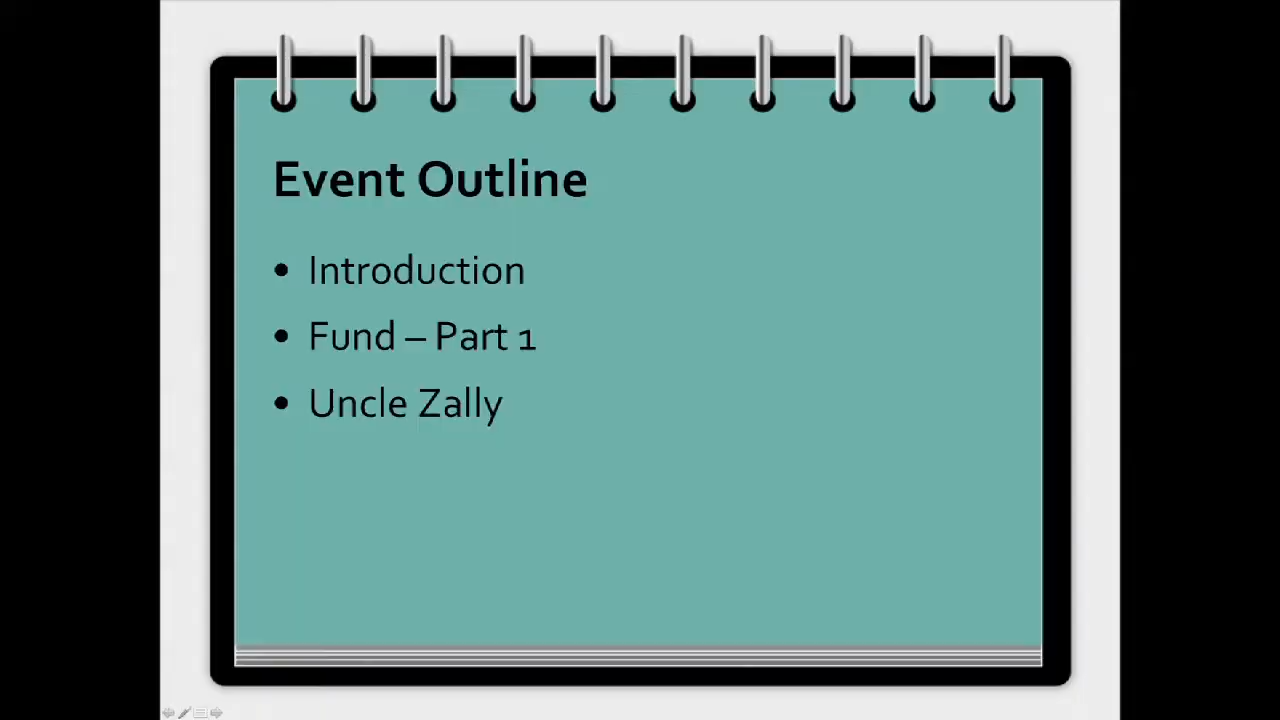 Event Outline
• Introduction
• Fund – Part 1
• Uncle Zally